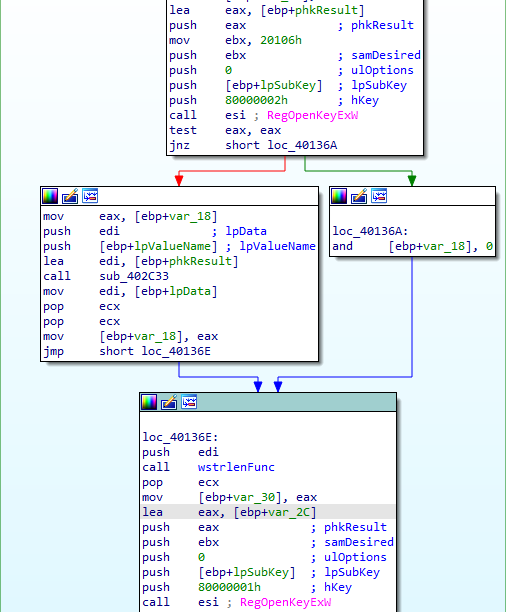 lea eax, [ebp+phkResult]
push eax ; phkResult
mov ebx, 20106h
push ebx ; samDesired
push 0 ; ulOptions
push [ebp+lpSubKey] ; lpSubKey
push 80000002h ; hKey
call esi ; RegOpenKeyExW
test eax, eax
jnz short loc_40136A
mov eax, [ebp+var_18]
push edi ; lpData
push [ebp+lpValueName] ; lpValueName
lea edi, [ebp+phkResult]
call sub_402C33
mov edi, [ebp+lpData]
pop ecx
pop ecx
mov [ebp+var_18], eax
jmp short loc_40136E
loc_40136A:
and [ebp+var_18], 0
loc_40136E:
push edi
call wstrlenFunc
pop ecx
mov [ebp+var_30], eax
lea eax, [ebp+var_2C]
push eax ; phkResult
push ebx ; samDesired
push 0 ; ulOptions
push [ebp+lpSubKey] ; lpSubKey
push 80000001h ; hKey
call esi ; RegOpenKeyExW